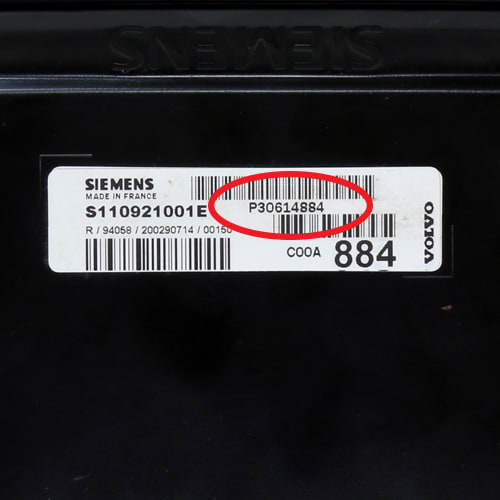 SIEMENS
SIEMENS
MADE IN FRANCE
S110921001E
P30614884
R / 94058 / 200290714 / 00150
C00A
884
VOLVO